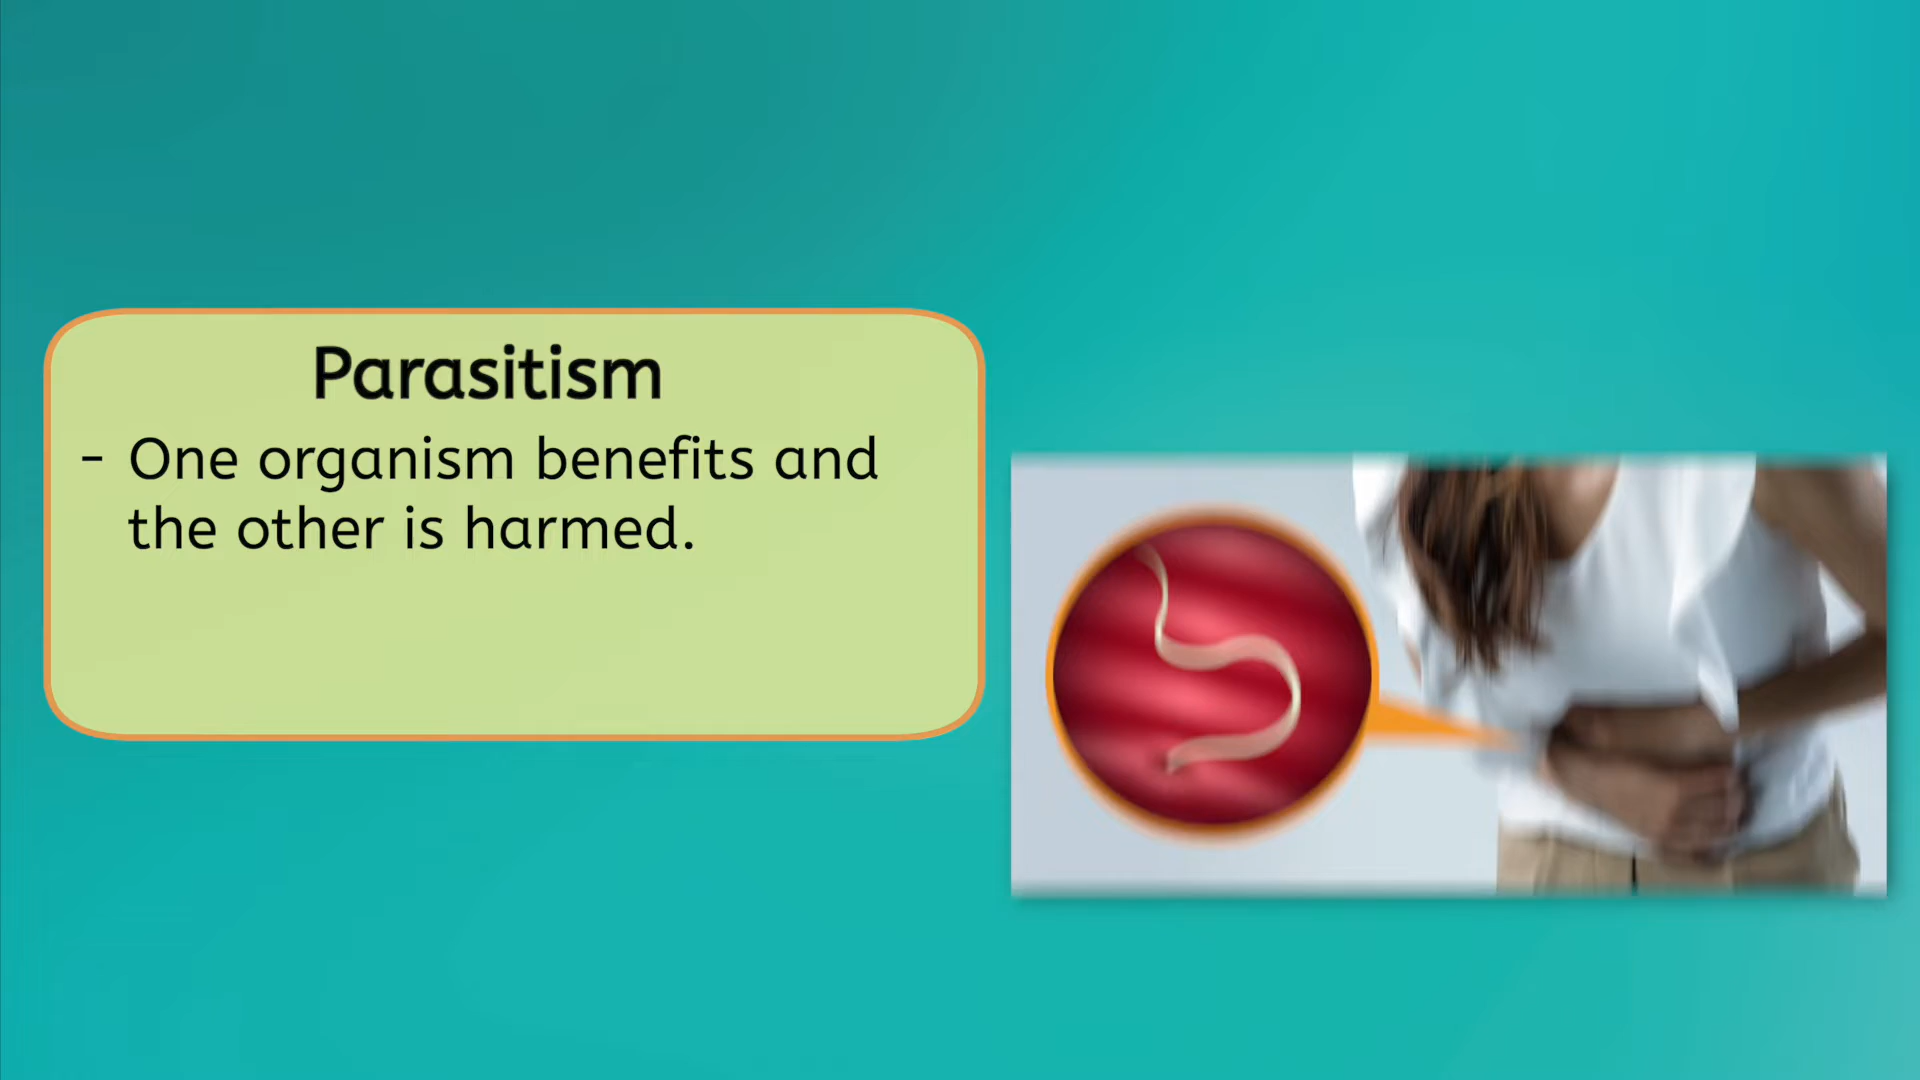 Parasitism
- One organism benefits and
the other is harmed.